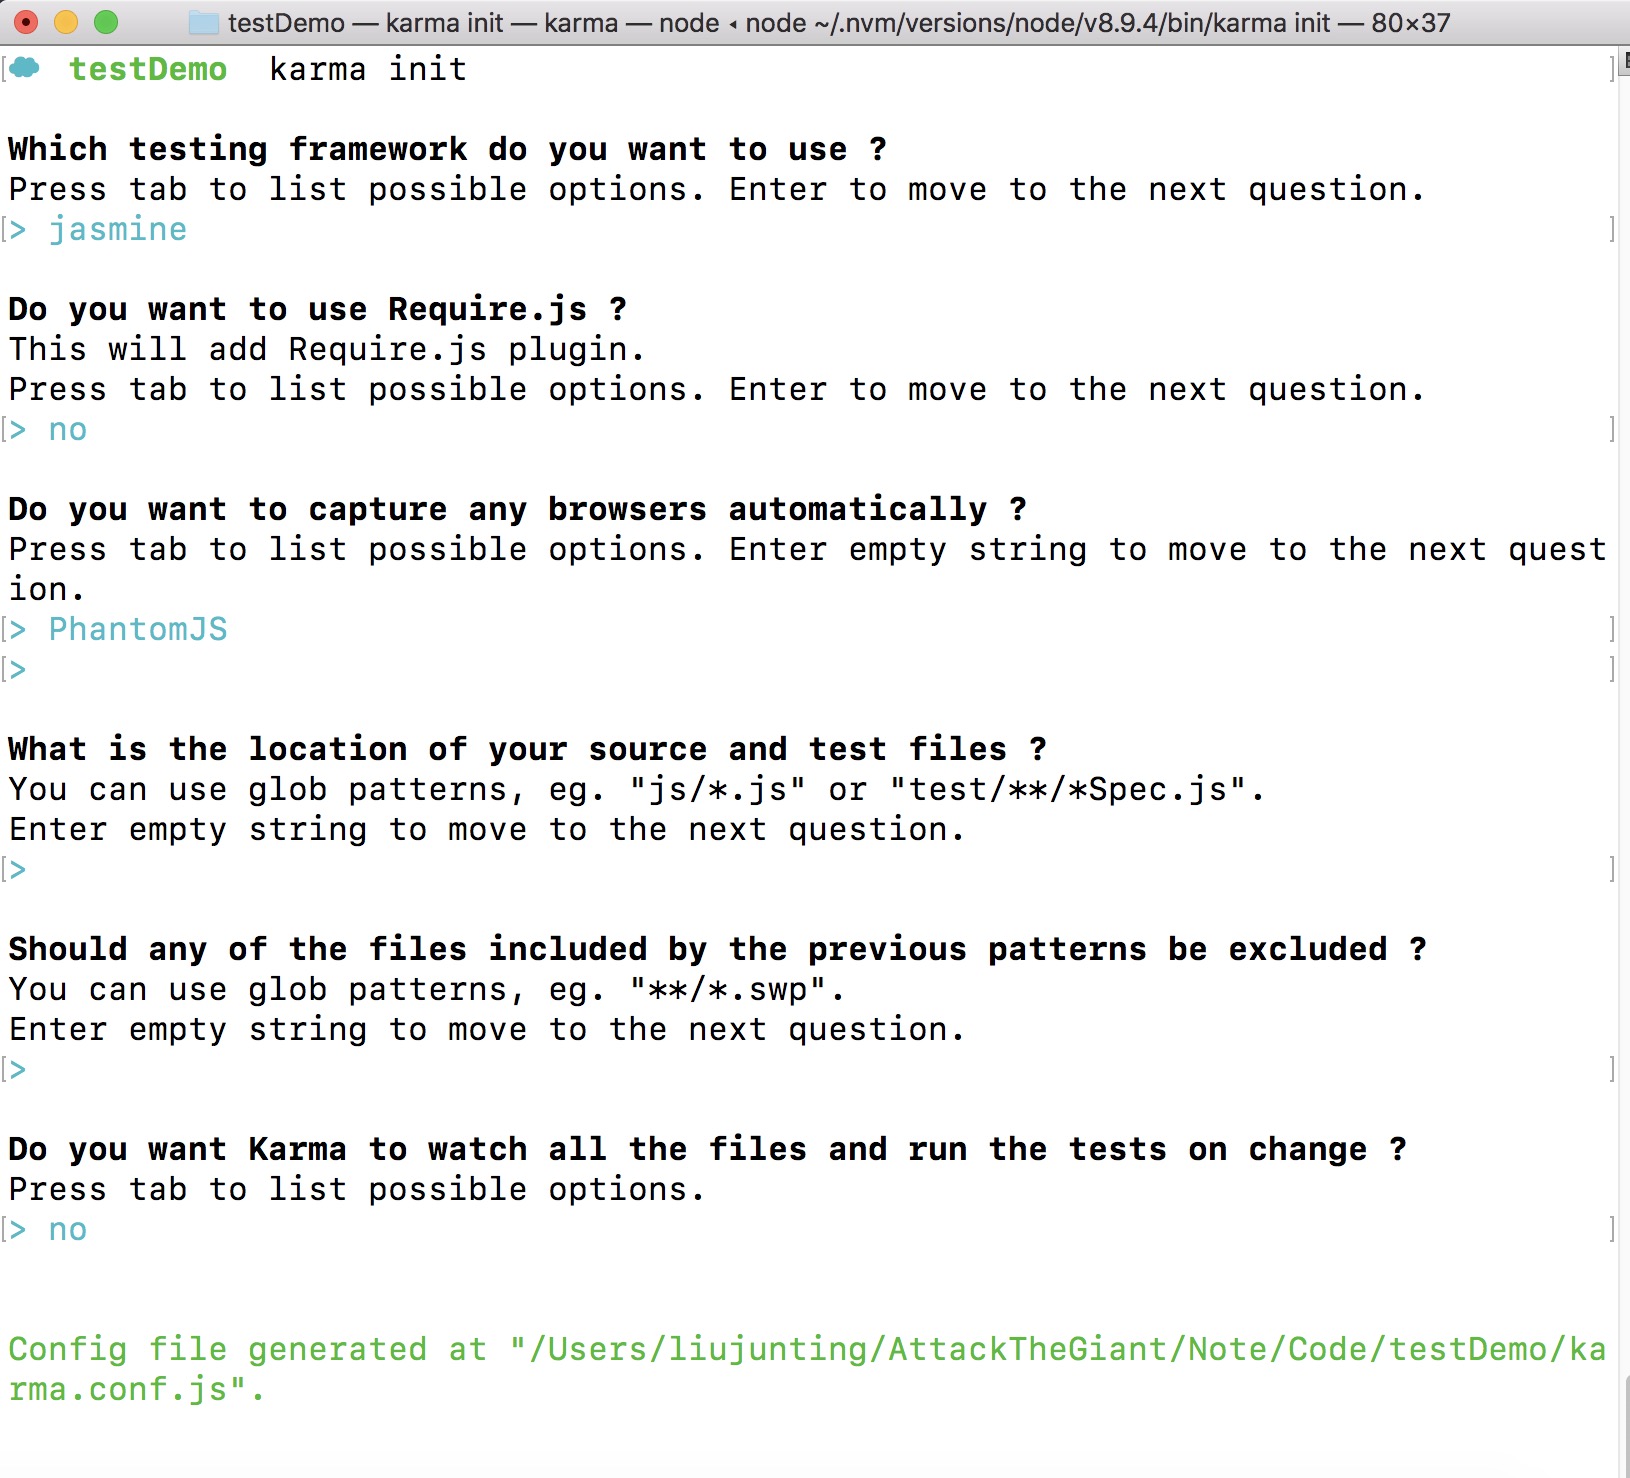 testDemo — karma init — karma — node ◂ node ~/.nvm/versions/node/v8.9.4/bin/karma init — 80×37
[ testDemo  karma init ]
Which testing framework do you want to use ?
Press tab to list possible options. Enter to move to the next question.
[> jasmine ]
Do you want to use Require.js ?
This will add Require.js plugin.
Press tab to list possible options. Enter to move to the next question.
[> no ]
Do you want to capture any browsers automatically ?
Press tab to list possible options. Enter empty string to move to the next quest
ion.
[> PhantomJS ]
[> ]
What is the location of your source and test files ?
You can use glob patterns, eg. "js/*.js" or "test/**/*Spec.js".
Enter empty string to move to the next question.
[> ]
Should any of the files included by the previous patterns be excluded ?
You can use glob patterns, eg. "**/*.swp".
Enter empty string to move to the next question.
[> ]
Do you want Karma to watch all the files and run the tests on change ?
Press tab to list possible options.
[> no ]
Config file generated at "/Users/liujunting/AttackTheGiant/Note/Code/testDemo/ka
rma.conf.js".